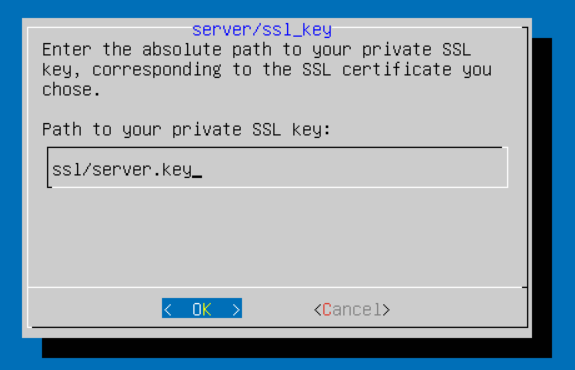 server/ssl_key
Enter the absolute path to your private SSL
key, corresponding to the SSL certificate you
chose.
Path to your private SSL key:
ssl/server.key_
< OK > <Cancel>